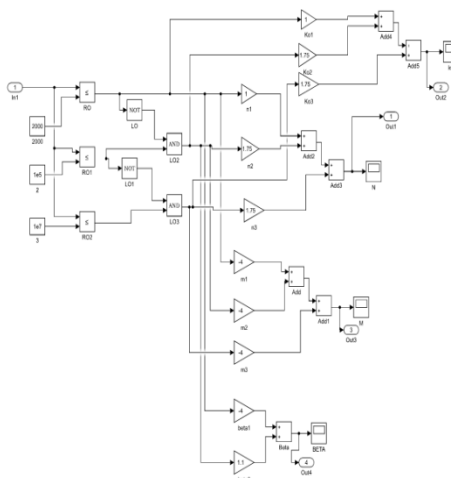 1
Ko1
+
+
Add4
1.75
Ko2
+
+
Add5
2
Out2
1.75
Ko3
1
In1
≤
RO
2000
2000
NOT
LO
1
n1
AND
LO2
1.75
n2
+
+
Add2
1
Out1
1e5
2
≤
RO1
NOT
LO1
+
+
Add3
N
AND
LO3
1e7
3
≤
RO2
1.75
n3
-4
m1
+
+
Add
-4
m2
+
+
Add1
M
3
Out3
-4
m3
-4
beta1
+
+
Beta
BETA
1.1
4
Out4